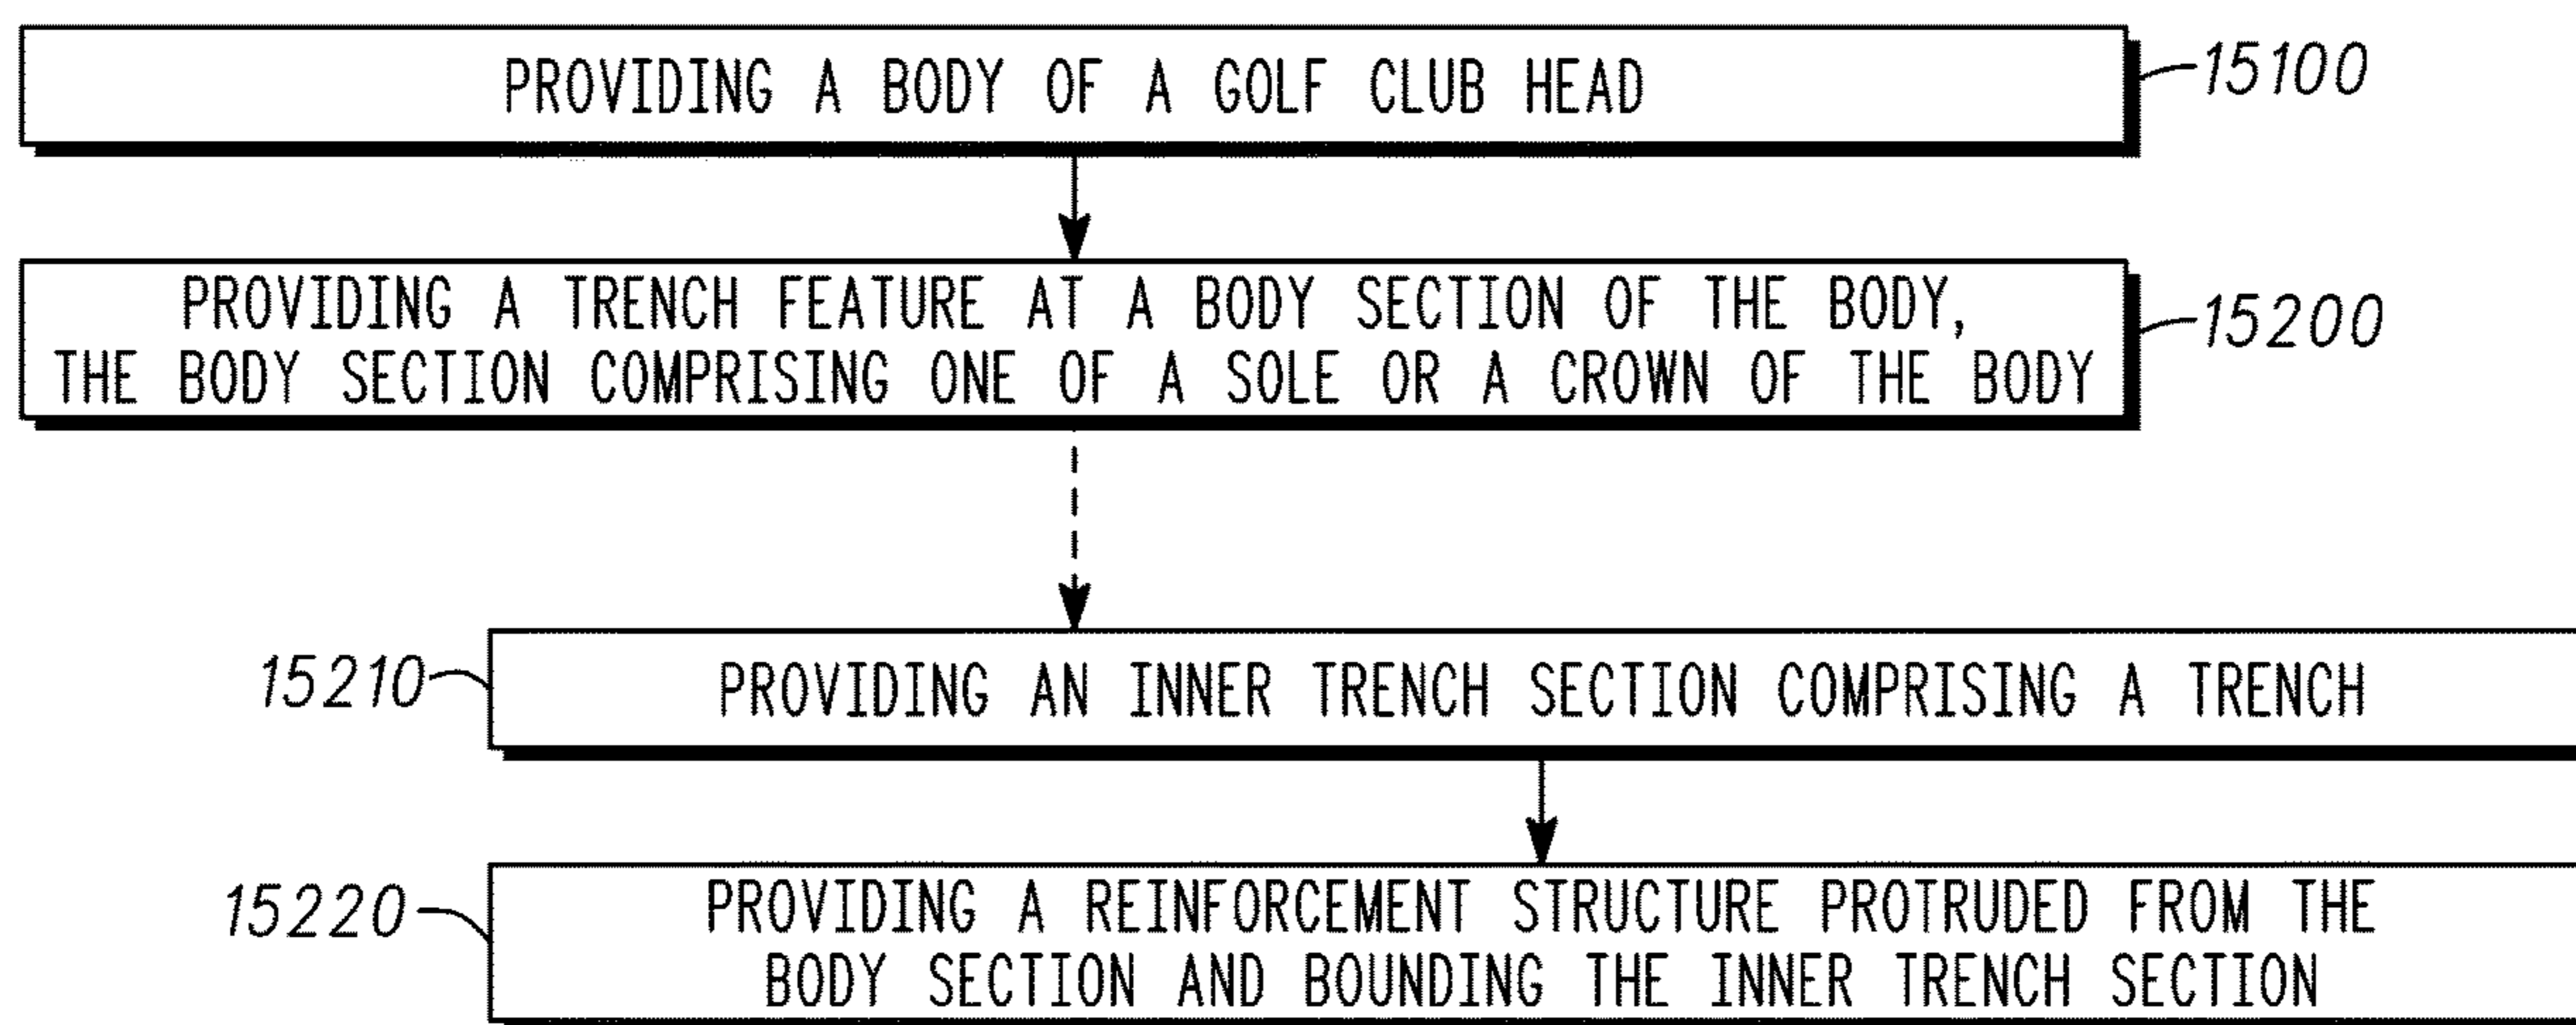 PROVIDING A BODY OF A GOLF CLUB HEAD
15100
PROVIDING A TRENCH FEATURE AT A BODY SECTION OF THE BODY,
THE BODY SECTION COMPRISING ONE OF A SOLE OR A CROWN OF THE BODY
15200
15210
PROVIDING AN INNER TRENCH SECTION COMPRISING A TRENCH
15220
PROVIDING A REINFORCEMENT STRUCTURE PROTRUDED FROM THE
BODY SECTION AND BOUNDING THE INNER TRENCH SECTION